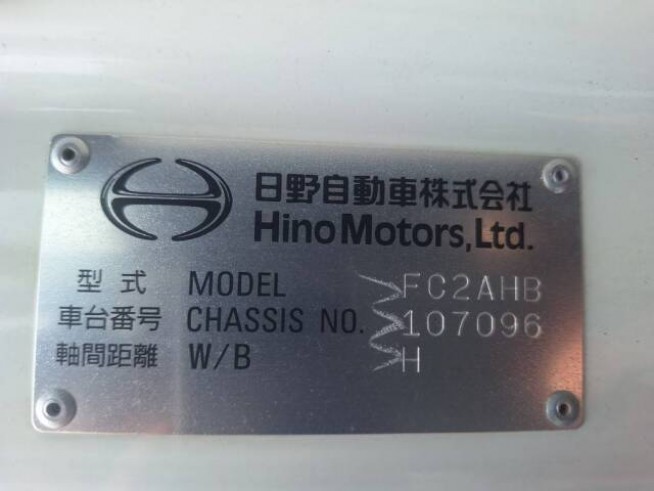 日野自動車株式会社
Hino Motors, Ltd.
型式 MODEL FC2AHB
車台番号 CHASSIS NO. 107096
軸間距離 W/B H